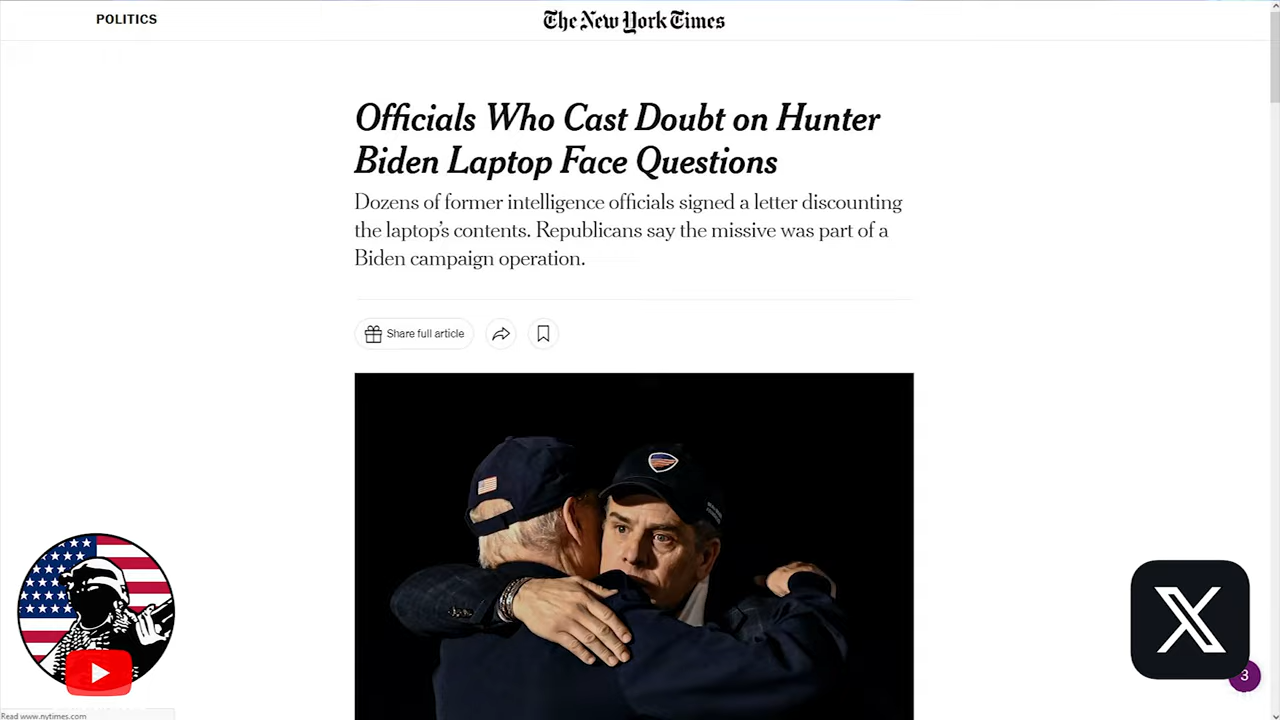 POLITICS
The New York Times
Officials Who Cast Doubt on Hunter
Biden Laptop Face Questions
Dozens of former intelligence officials signed a letter discounting
the laptop's contents. Republicans say the missive was part of a
Biden campaign operation.
Share full article
3
Read www.nytimes.com